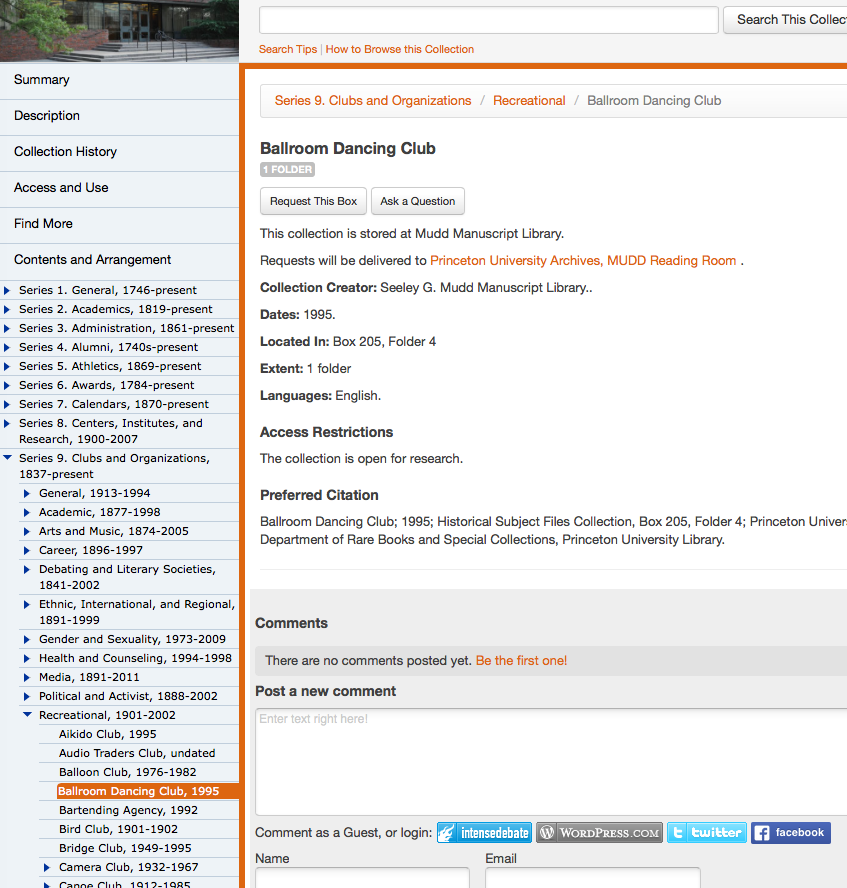 Search This Collec
Search Tips | How to Browse this Collection
Summary
Description
Collection History
Access and Use
Find More
Contents and Arrangement
Series 1. General, 1746-present
Series 2. Academics, 1819-present
Series 3. Administration, 1861-present
Series 4. Alumni, 1740s-present
Series 5. Athletics, 1869-present
Series 6. Awards, 1784-present
Series 7. Calendars, 1870-present
Series 8. Centers, Institutes, and
Research, 1900-2007
Series 9. Clubs and Organizations,
1837-present
General, 1913-1994
Academic, 1877-1998
Arts and Music, 1874-2005
Career, 1896-1997
Debating and Literary Societies,
1841-2002
Ethnic, International, and Regional,
1891-1999
Gender and Sexuality, 1973-2009
Health and Counseling, 1994-1998
Media, 1891-2011
Political and Activist, 1888-2002
Recreational, 1901-2002
Aikido Club, 1995
Audio Traders Club, undated
Balloon Club, 1976-1982
Ballroom Dancing Club, 1995
Bartending Agency, 1992
Bird Club, 1901-1902
Bridge Club, 1949-1995
Camera Club, 1932-1967
Canoe Club, 1912-1985
Series 9. Clubs and Organizations / Recreational / Ballroom Dancing Club
Ballroom Dancing Club
1 FOLDER
Request This Box Ask a Question
This collection is stored at Mudd Manuscript Library.
Requests will be delivered to Princeton University Archives, MUDD Reading Room .
Collection Creator: Seeley G. Mudd Manuscript Library..
Dates: 1995.
Located In: Box 205, Folder 4
Extent: 1 folder
Languages: English.
Access Restrictions
The collection is open for research.
Preferred Citation
Ballroom Dancing Club; 1995; Historical Subject Files Collection, Box 205, Folder 4; Princeton Univer
Department of Rare Books and Special Collections, Princeton University Library.
Comments
There are no comments posted yet. Be the first one!
Post a new comment
Enter text right here!
Comment as a Guest, or login: intensedebate WORDPRESS.COM twitter facebook
Name Email